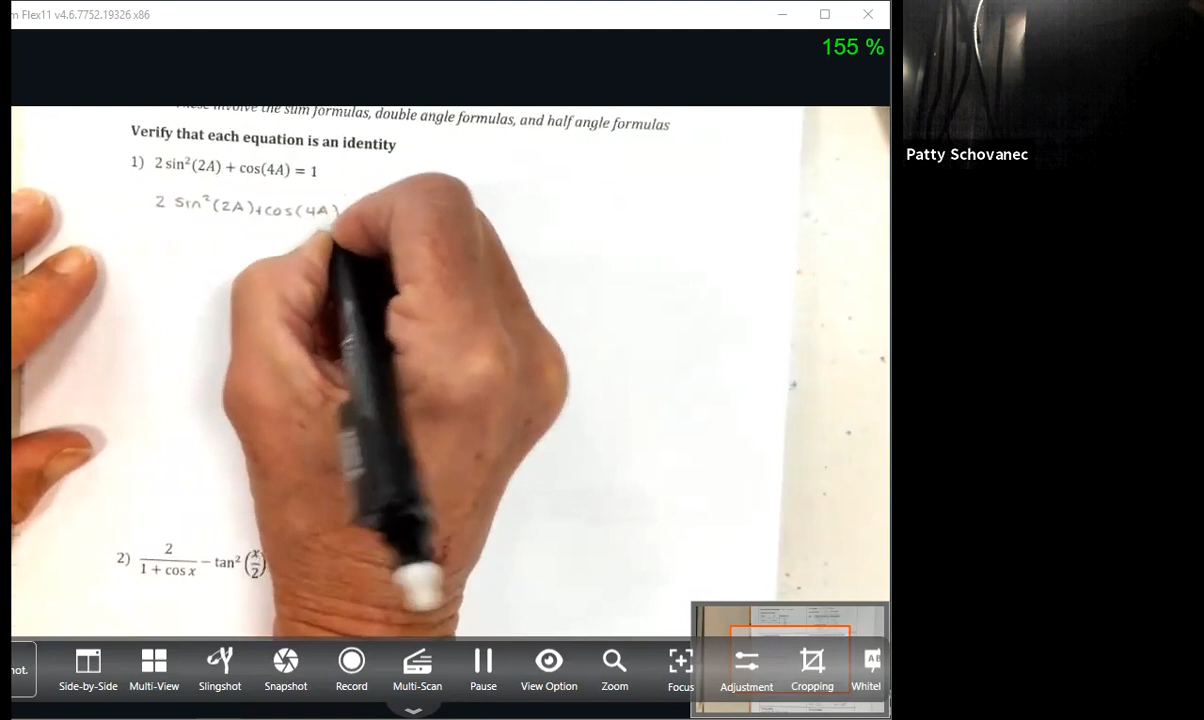 m Flex11 v4.6.7752.19326 x86
155 %
These involve the sum formulas, double angle formulas, and half angle formulas
Verify that each equation is an identity
1) 2 sin²(2A) + cos(4A) = 1
2 sin²(2A)+cos(4A)
2) 2/(1 + cos x) − tan²(x/2)
Patty Schovanec
not.
Side-by-Side
Multi-View
Slingshot
Snapshot
Record
Multi-Scan
Pause
View Option
Zoom
Focus
Adjustment
Cropping
Whitel